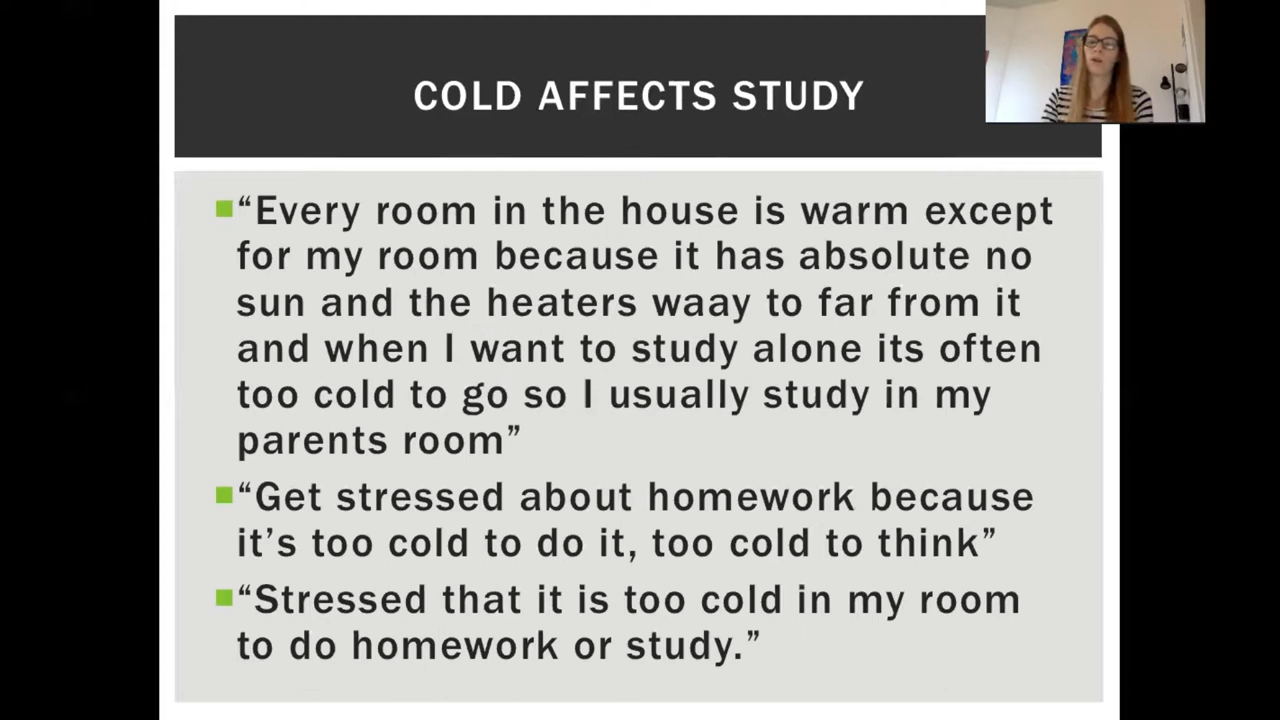 COLD AFFECTS STUDY
“Every room in the house is warm except
for my room because it has absolute no
sun and the heaters waay to far from it
and when I want to study alone its often
too cold to go so I usually study in my
parents room”
“Get stressed about homework because
it’s too cold to do it, too cold to think”
“Stressed that it is too cold in my room
to do homework or study.”